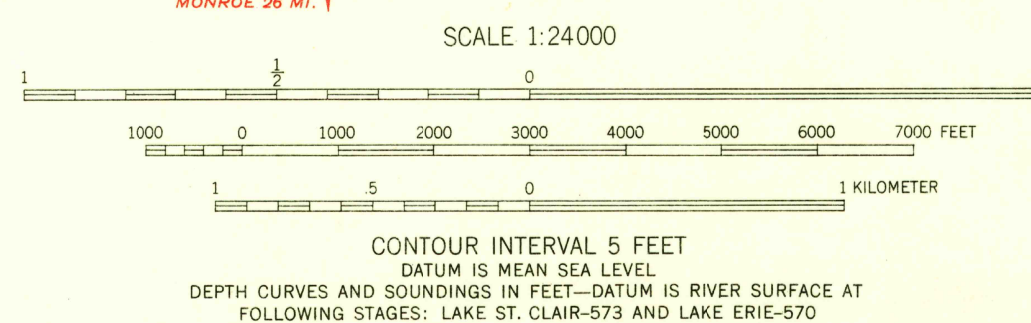 MONROE 26 MI.
SCALE 1:24000
1 1/2 0
1000 0 1000 2000 3000 4000 5000 6000 7000 FEET
1 .5 0 1 KILOMETER
CONTOUR INTERVAL 5 FEET
DATUM IS MEAN SEA LEVEL
DEPTH CURVES AND SOUNDINGS IN FEET—DATUM IS RIVER SURFACE AT
FOLLOWING STAGES: LAKE ST. CLAIR–573 AND LAKE ERIE–570